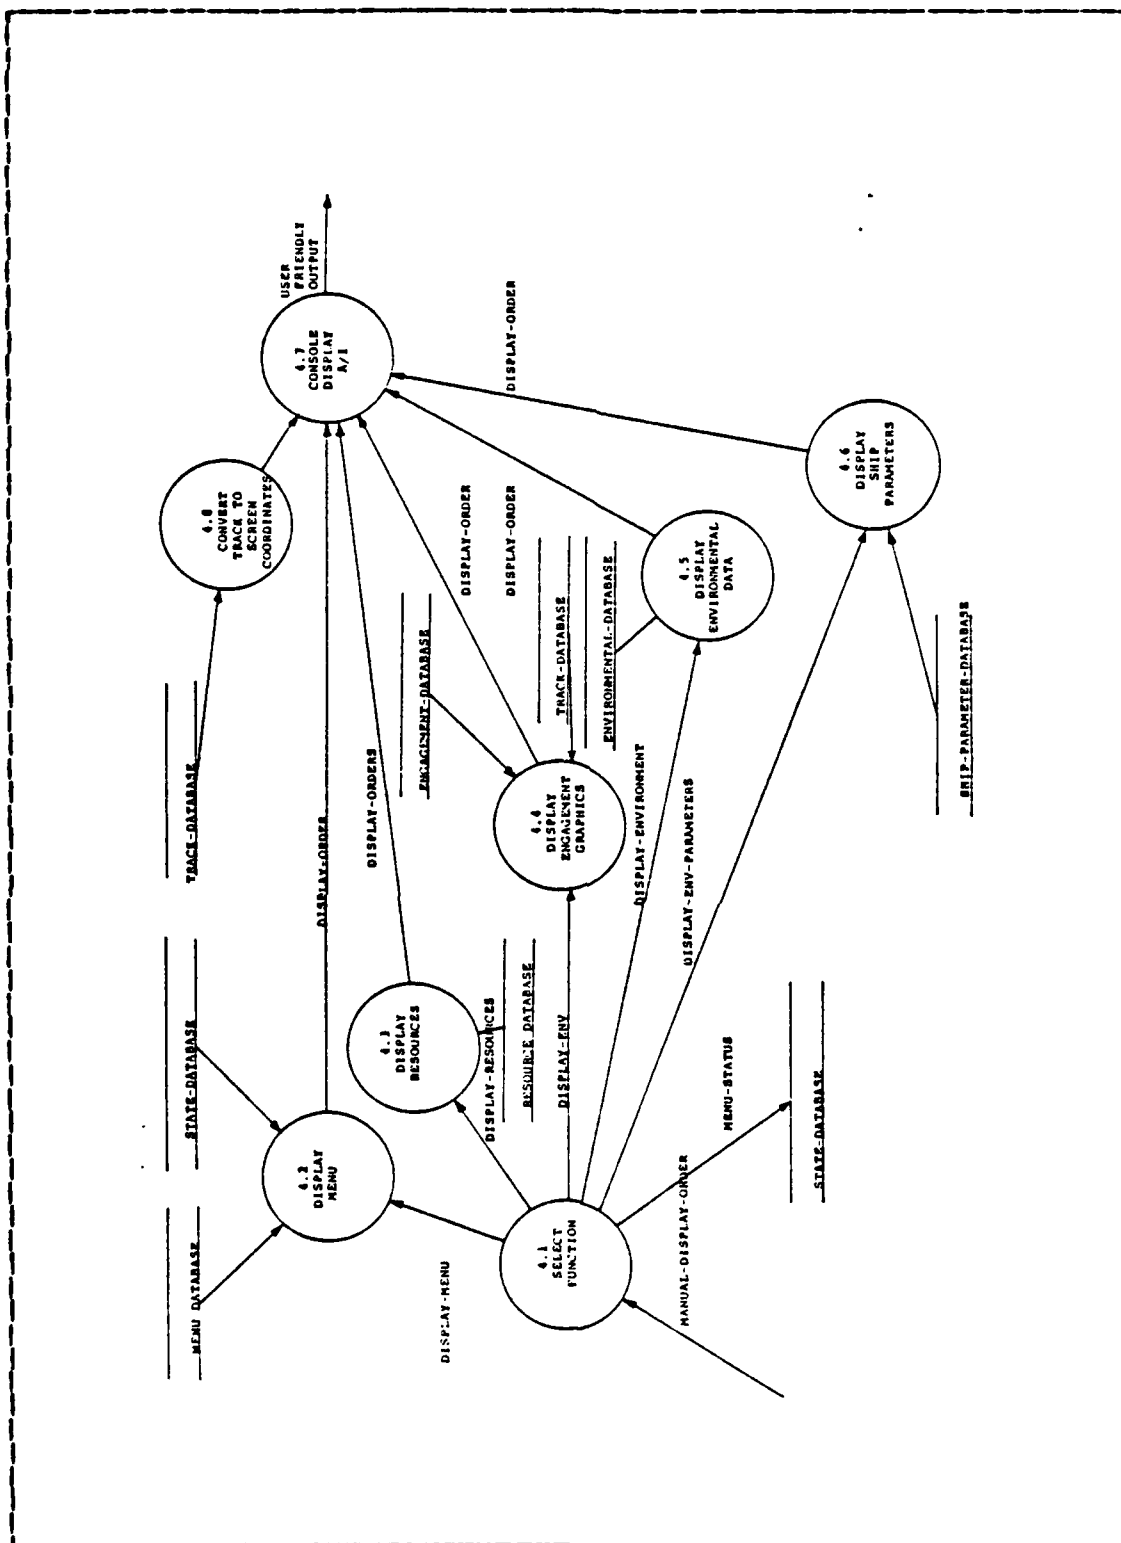 MENU DATABASE
STATE-DATABASE
TRACK-DATABASE
4.2
DISPLAY
MENU
DISPLAY-ORDER
4.8
CONVERT
TRACK TO
SCREEN
COORDINATES
USER
FRIENDLY
OUTPUT
4.7
CONSOLE
DISPLAY
A/I
4.3
DISPLAY
RESOURCES
DISPLAY-ORDERS
ENGAGEMENT-DATABASE
DISPLAY-ORDER
DISPLAY-ORDER
DISPLAY-ORDER
DISPLAY-MENU
DISPLAY-RESOURCES
RESOURCE DATABASE
4.1
SELECT
FUNCTION
DISPLAY-ENV
4.4
DISPLAY
ENGAGEMENT
GRAPHICS
TRACK-DATABASE
ENVIRONMENTAL-DATABASE
DISPLAY-ENVIRONMENT
DISPLAY-ENV-PARAMETERS
4.5
DISPLAY
ENVIRONMENTAL
DATA
MANUAL-DISPLAY-ORDER
MENU-STATUS
STATE-DATABASE
4.6
DISPLAY
SHIP
PARAMETERS
SHIP-PARAMETER-DATABASE